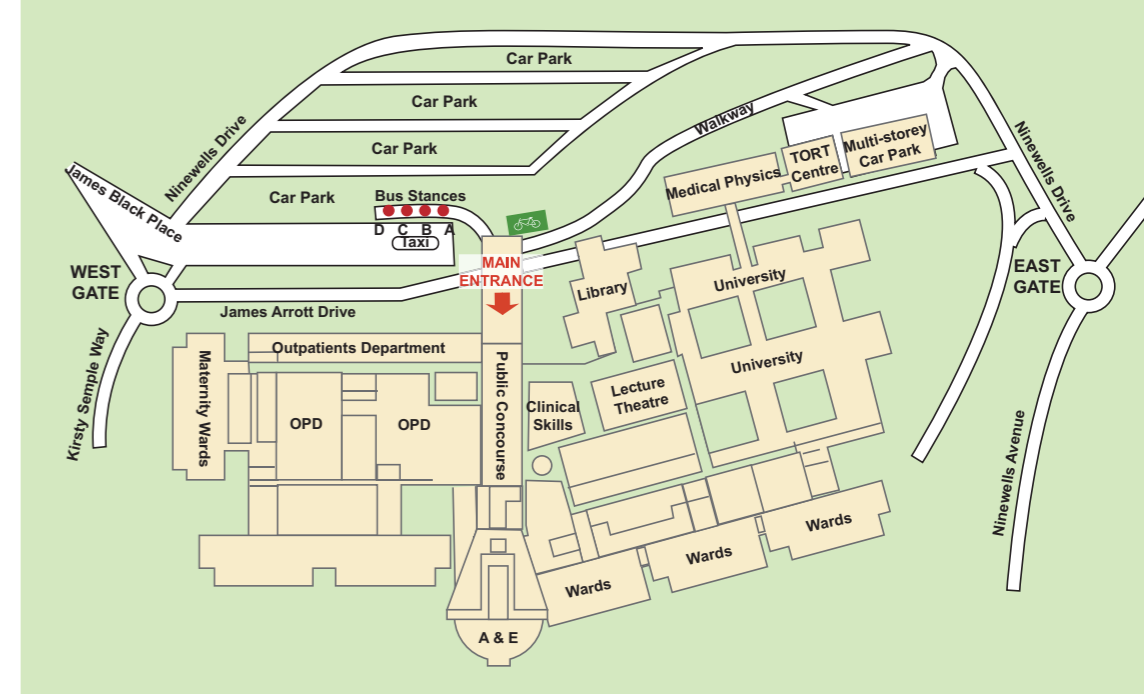 Car Park
Car Park
Car Park
Car Park
Ninewells Drive
James Black Place
Walkway
Bus Stances
D C B A
Taxi
Medical Physics
TORT
Centre
Multi-storey
Car Park
Ninewells Drive
WEST
GATE
MAIN
ENTRANCE
EAST
GATE
James Arrott Drive
Library
University
University
Kirsty Semple Way
Maternity Wards
Outpatients Department
OPD
OPD
Public Concourse
Clinical
Skills
Lecture
Theatre
Ninewells Avenue
Wards
Wards
Wards
A & E